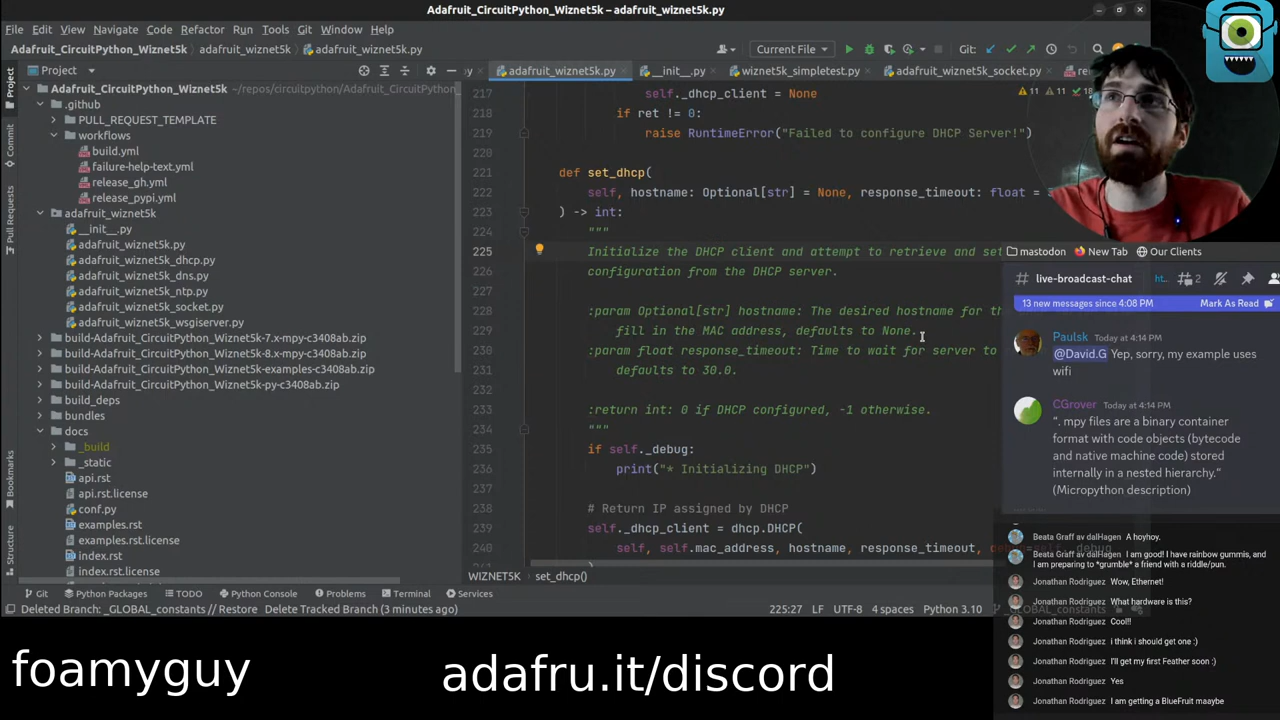 Adafruit_CircuitPython_Wiznet5k – adafruit_wiznet5k.py
File Edit View Navigate Code Refactor Run Tools Git Window Help
Adafruit_CircuitPython_Wiznet5k adafruit_wiznet5k adafruit_wiznet5k.py Current File Git:
Project adafruit_wiznet5k.py __init__.py wiznet5k_simpletest.py adafruit_wiznet5k_socket.py
Project
Commit
Pull Requests
Bookmarks
Structure
Adafruit_CircuitPython_Wiznet5k ~/repos/circuitpython/Adafruit_CircuitPython
.github
PULL_REQUEST_TEMPLATE
workflows
build.yml
failure-help-text.yml
release_gh.yml
release_pypi.yml
adafruit_wiznet5k
__init__.py
adafruit_wiznet5k.py
adafruit_wiznet5k_dhcp.py
adafruit_wiznet5k_dns.py
adafruit_wiznet5k_ntp.py
adafruit_wiznet5k_socket.py
adafruit_wiznet5k_wsgiserver.py
build-Adafruit_CircuitPython_Wiznet5k-7.x-mpy-c3408ab.zip
build-Adafruit_CircuitPython_Wiznet5k-8.x-mpy-c3408ab.zip
build-Adafruit_CircuitPython_Wiznet5k-examples-c3408ab.zip
build-Adafruit_CircuitPython_Wiznet5k-py-c3408ab.zip
build_deps
bundles
docs
_build
_static
api.rst
api.rst.license
conf.py
examples.rst
examples.rst.license
index.rst
index.rst.license
11 11 18
217 self._dhcp_client = None
218 if ret != 0:
219 raise RuntimeError("Failed to configure DHCP Server!")
220
221 def set_dhcp(
222 self, hostname: Optional[str] = None, response_timeout: float =
223 ) -> int:
224 """
225 Initialize the DHCP client and attempt to retrieve and set
226 configuration from the DHCP server.
227
228 :param Optional[str] hostname: The desired hostname for the
229 fill in the MAC address, defaults to None.
230 :param float response_timeout: Time to wait for server to
231 defaults to 30.0.
232
233 :return int: 0 if DHCP configured, -1 otherwise.
234 """
235 if self._debug:
236 print("* Initializing DHCP")
237
238 # Return IP assigned by DHCP
239 self._dhcp_client = dhcp.DHCP(
240 self, self.mac_address, hostname, response_timeout,
WIZNET5K set_dhcp()
Git Python Packages TODO Python Console Problems Terminal Services
Deleted Branch: _GLOBAL_constants // Restore Delete Tracked Branch (3 minutes ago) 225:27 LF UTF-8 4 spaces Python 3.10 _GLOBAL_constants
mastodon New Tab Our Clients
# live-broadcast-chat ht... 2
13 new messages since 4:08 PM Mark As Read
Paulsk Today at 4:14 PM
@David.G Yep, sorry, my example uses
wifi
CGrover Today at 4:14 PM
". mpy files are a binary container
format with code objects (bytecode
and native machine code) stored
internally in a nested hierarchy."
(Micropython description)
Beata Graff av dalHagen A hoyhoy.
Beata Graff av dalHagen I am good! I have rainbow gummis, and
I am preparing to *grumble* a friend with a riddle/pun.
Jonathan Rodriguez Wow, Ethernet!
Jonathan Rodriguez What hardware is this?
Jonathan Rodriguez Cool!!
Jonathan Rodriguez i think i should get one :)
Jonathan Rodriguez I'll get my first Feather soon :)
Jonathan Rodriguez Yes
Jonathan Rodriguez I am getting a BlueFruit maaybe
foamyguy adafru.it/discord